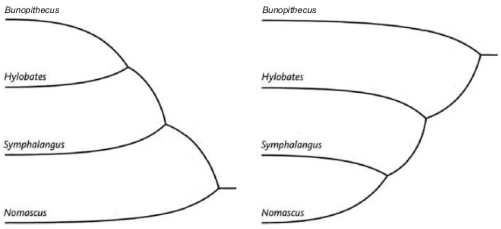 Bunopithecus
Hylobates
Symphalangus
Nomascus
Bunopithecus
Hylobates
Symphalangus
Nomascus